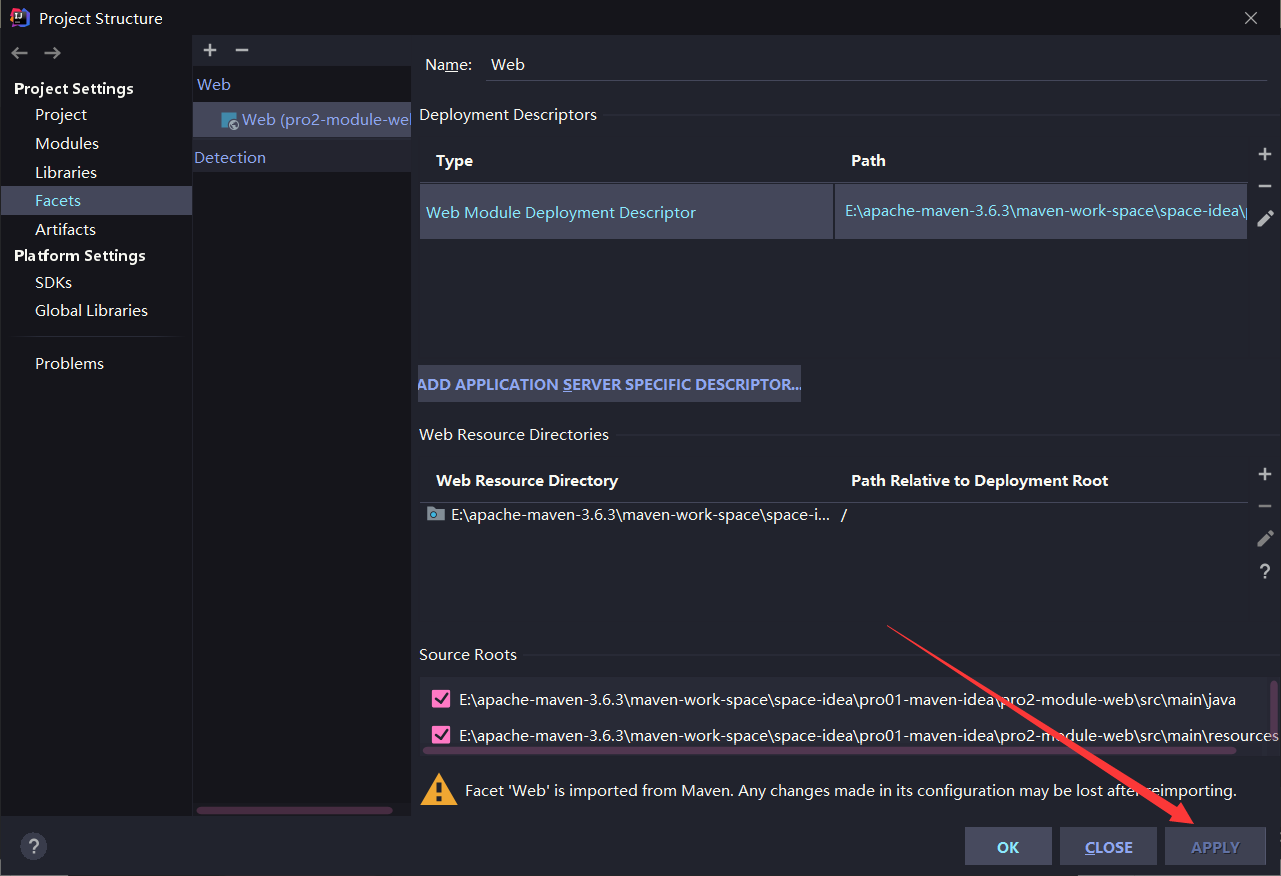 Project Structure
Project Settings
Project
Modules
Libraries
Facets
Artifacts
Platform Settings
SDKs
Global Libraries
Problems
Web
Web (pro2-module-we
Detection
Name: Web
Deployment Descriptors
Type Path
Web Module Deployment Descriptor E:\apache-maven-3.6.3\maven-work-space\space-idea\
ADD APPLICATION SERVER SPECIFIC DESCRIPTOR...
Web Resource Directories
Web Resource Directory Path Relative to Deployment Root
E:\apache-maven-3.6.3\maven-work-space\space-i... /
?
Source Roots
E:\apache-maven-3.6.3\maven-work-space\space-idea\pro01-maven-idea\pro2-module-web\src\main\java
E:\apache-maven-3.6.3\maven-work-space\space-idea\pro01-maven-idea\pro2-module-web\src\main\resources
Facet 'Web' is imported from Maven. Any changes made in its configuration may be lost after reimporting.
?
OK CLOSE APPLY